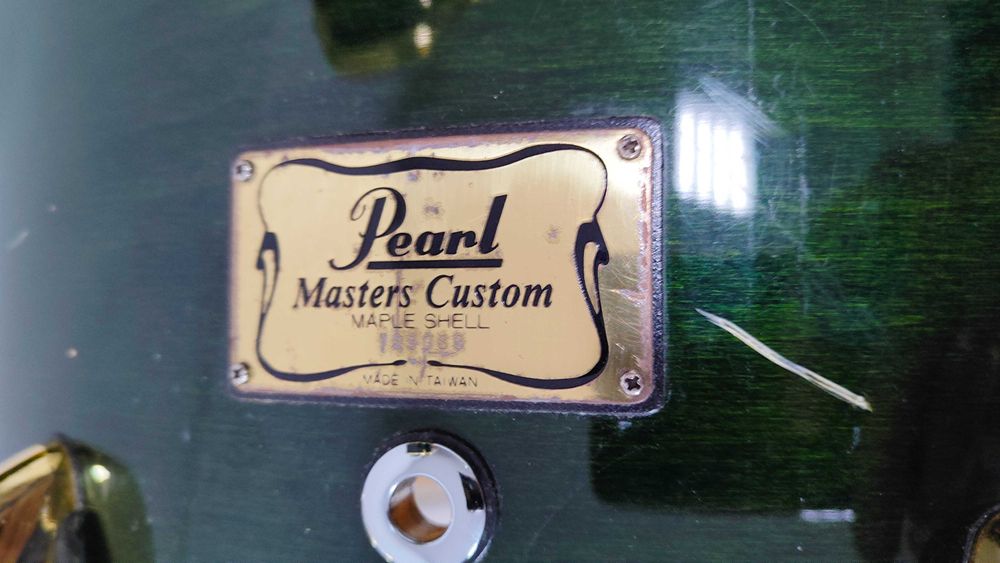 Pearl
Masters Custom
MAPLE SHELL
MADE IN TAIWAN